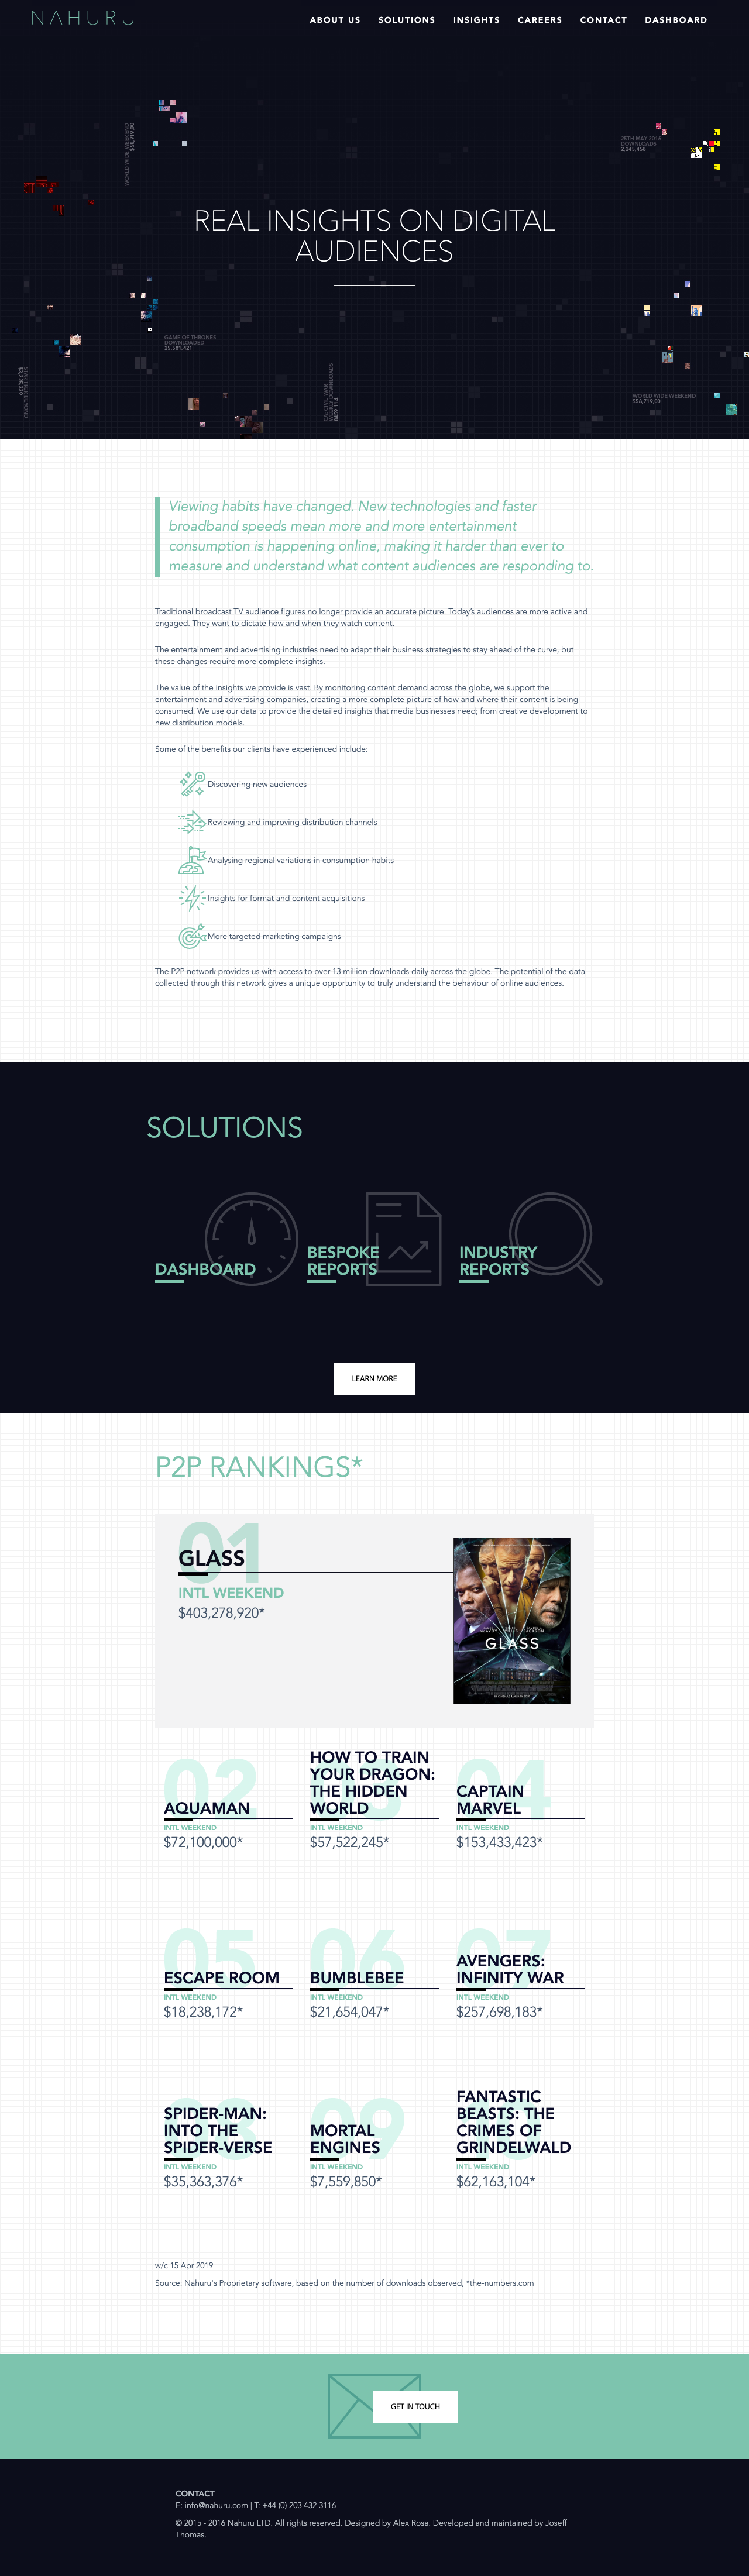 NAHURU
ABOUT US SOLUTIONS INSIGHTS CAREERS CONTACT DASHBOARD
WORLD WIDE WEEKEND
$58,719,00
25TH MAY 2016
DOWNLOADS
2,245,458
REAL INSIGHTS ON DIGITAL
AUDIENCES
GAME OF THRONES
DOWNLOADED
25,581,421
WORLD WIDE WEEKEND
$58,719,00
Viewing habits have changed. New technologies and faster
broadband speeds mean more and more entertainment
consumption is happening online, making it harder than ever to
measure and understand what content audiences are responding to.
Traditional broadcast TV audience figures no longer provide an accurate picture. Today's audiences are more active and
engaged. They want to dictate how and when they watch content.
The entertainment and advertising industries need to adapt their business strategies to stay ahead of the curve, but
these changes require more complete insights.
The value of the insights we provide is vast. By monitoring content demand across the globe, we support the
entertainment and advertising companies, creating a more complete picture of how and where their content is being
consumed. We use our data to provide the detailed insights that media businesses need; from creative development to
new distribution models.
Some of the benefits our clients have experienced include:
Discovering new audiences
Reviewing and improving distribution channels
Analysing regional variations in consumption habits
Insights for format and content acquisitions
More targeted marketing campaigns
The P2P network provides us with access to over 13 million downloads daily across the globe. The potential of the data
collected through this network gives a unique opportunity to truly understand the behaviour of online audiences.
SOLUTIONS
DASHBOARD
BESPOKE
REPORTS
INDUSTRY
REPORTS
LEARN MORE
P2P RANKINGS*
01
GLASS
INTL WEEKEND
$403,278,920*
GLASS
02
AQUAMAN
INTL WEEKEND
$72,100,000*
03
HOW TO TRAIN
YOUR DRAGON:
THE HIDDEN
WORLD
INTL WEEKEND
$57,522,245*
04
CAPTAIN
MARVEL
INTL WEEKEND
$153,433,423*
05
ESCAPE ROOM
INTL WEEKEND
$18,238,172*
06
BUMBLEBEE
INTL WEEKEND
$21,654,047*
07
AVENGERS:
INFINITY WAR
INTL WEEKEND
$257,698,183*
08
SPIDER-MAN:
INTO THE
SPIDER-VERSE
INTL WEEKEND
$35,363,376*
09
MORTAL
ENGINES
INTL WEEKEND
$7,559,850*
FANTASTIC
BEASTS: THE
CRIMES OF
GRINDELWALD
INTL WEEKEND
$62,163,104*
w/c 15 Apr 2019
Source: Nahuru's Proprietary software, based on the number of downloads observed, *the-numbers.com
GET IN TOUCH
CONTACT
E: info@nahuru.com | T: +44 (0) 203 432 3116
© 2015 - 2016 Nahuru LTD. All rights reserved. Designed by Alex Rosa. Developed and maintained by Joseff
Thomas.